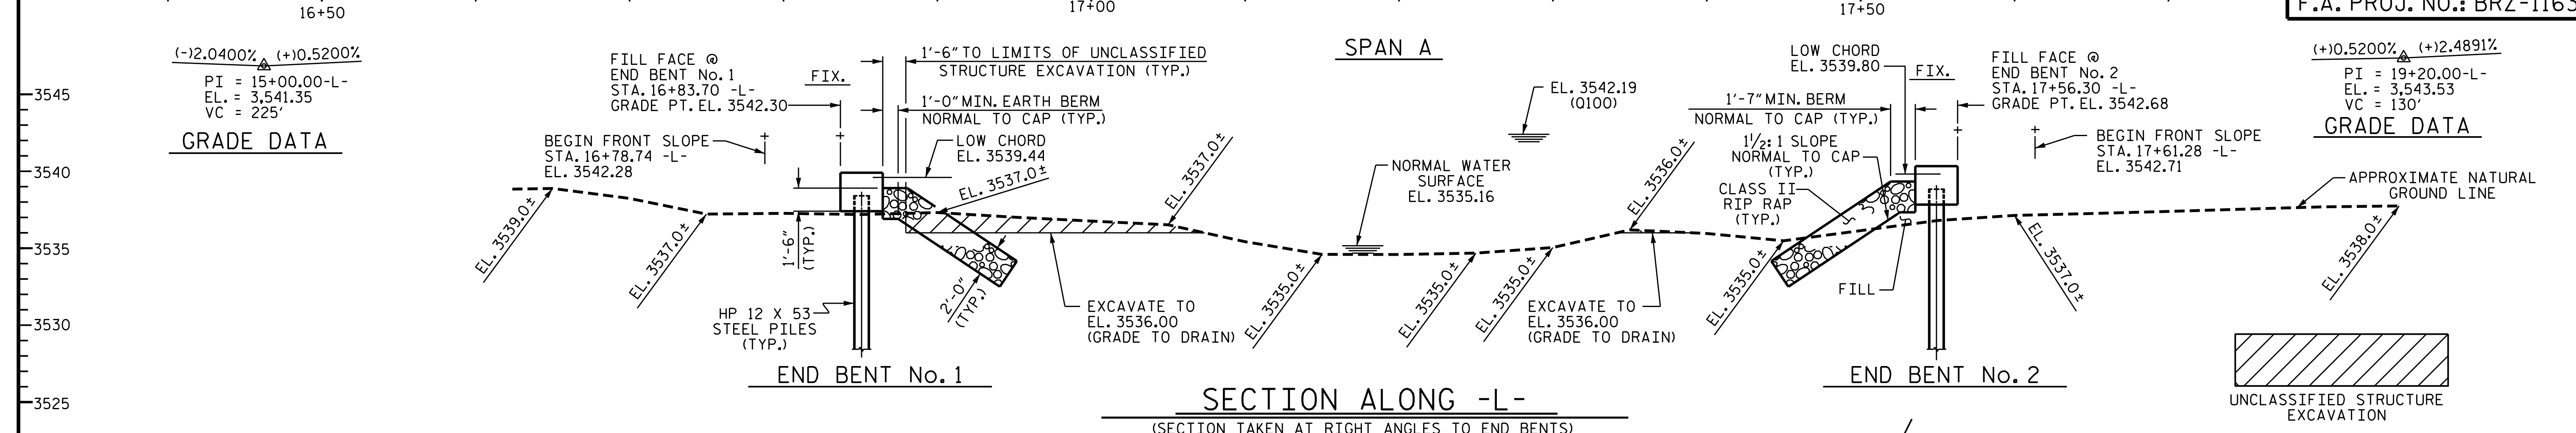 16+50
17+00
17+50
F.A. PROJ. NO.: BRZ-1163
(-)2.0400% (+)0.5200%
PI = 15+00.00-L-
EL. = 3,541.35
VC = 225'
GRADE DATA
3545
3540
3535
3530
3525
FILL FACE @
END BENT No. 1
STA. 16+83.70 -L-
GRADE PT. EL. 3542.30
FIX.
BEGIN FRONT SLOPE
STA. 16+78.74 -L-
EL. 3542.28
1'-6" TO LIMITS OF UNCLASSIFIED
STRUCTURE EXCAVATION (TYP.)
1'-0" MIN. EARTH BERM
NORMAL TO CAP (TYP.)
LOW CHORD
EL. 3539.44
EL. 3537.0±
EL. 3537.0±
EL. 3539.0±
EL. 3537.0±
1'-6"
(TYP.)
HP 12 X 53
STEEL PILES
(TYP.)
2'-0"
(TYP.)
EXCAVATE TO
EL. 3536.00
(GRADE TO DRAIN)
END BENT No. 1
SPAN A
EL. 3542.19
(Q100)
NORMAL WATER
SURFACE
EL. 3535.16
EL. 3535.0±
EL. 3535.0±
EL. 3535.0±
EL. 3536.0±
EXCAVATE TO
EL. 3536.00
(GRADE TO DRAIN)
EL. 3535.0±
LOW CHORD
EL. 3539.80
FIX.
1'-7" MIN. BERM
NORMAL TO CAP (TYP.)
1½: 1 SLOPE
NORMAL TO CAP
(TYP.)
CLASS II
RIP RAP
(TYP.)
FILL
FILL FACE @
END BENT No. 2
STA. 17+56.30 -L-
GRADE PT. EL. 3542.68
BEGIN FRONT SLOPE
STA. 17+61.28 -L-
EL. 3542.71
EL. 3537.0±
EL. 3538.0±
APPROXIMATE NATURAL
GROUND LINE
END BENT No. 2
(+)0.5200% (+)2.4891%
PI = 19+20.00-L-
EL. = 3,543.53
VC = 130'
GRADE DATA
UNCLASSIFIED STRUCTURE
EXCAVATION
SECTION ALONG -L-
(SECTION TAKEN AT RIGHT ANGLES TO END BENTS)